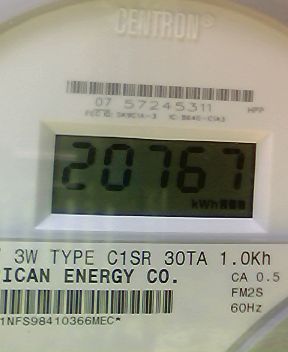 CENTRON®
07 57245311
HPP
20767
kWh
3W TYPE C1SR 30TA 1.0Kh
ICAN ENERGY CO.
CA 0.5
FM2S
60Hz
1NFS98410366MEC*